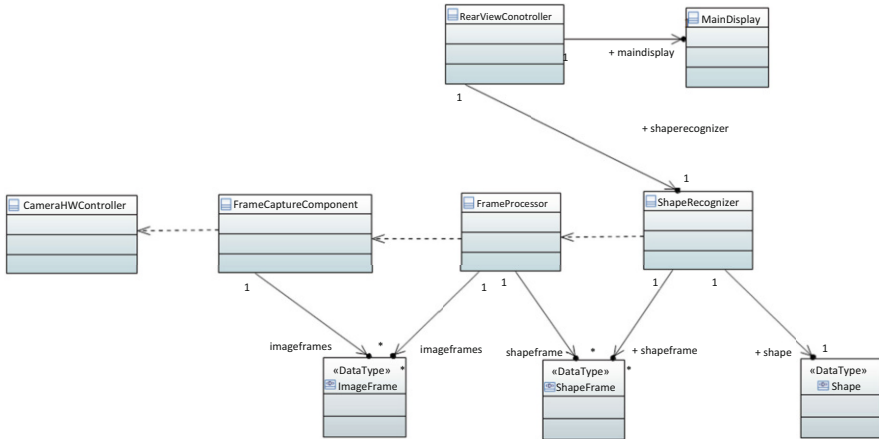 RearViewConotroller
MainDisplay
1
+ maindisplay
1
+ shaperecognizer
1
CameraHWController
FrameCaptureComponent
FrameProcessor
ShapeRecognizer
1
1
1
1
1
imageframes
*
imageframes
shapeframe
*
+ shapeframe
+ shape
1
«DataType»
ImageFrame
*
«DataType»
ShapeFrame
*
«DataType»
Shape